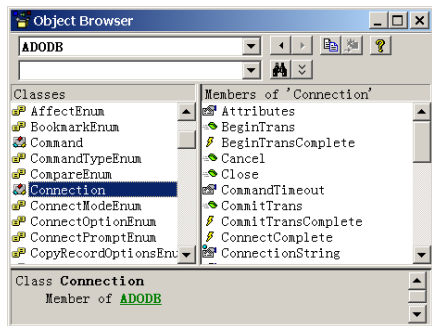 Object Browser
ADODB
Classes
Members of 'Connection'
AffectEnum
BookmarkEnum
Command
CommandTypeEnum
CompareEnum
Connection
ConnectModeEnum
ConnectOptionEnum
ConnectPromptEnum
CopyRecordOptionsEnu
Attributes
BeginTrans
BeginTransComplete
Cancel
Close
CommandTimeout
CommitTrans
CommitTransComplete
ConnectComplete
ConnectionString
Class Connection
Member of ADODB